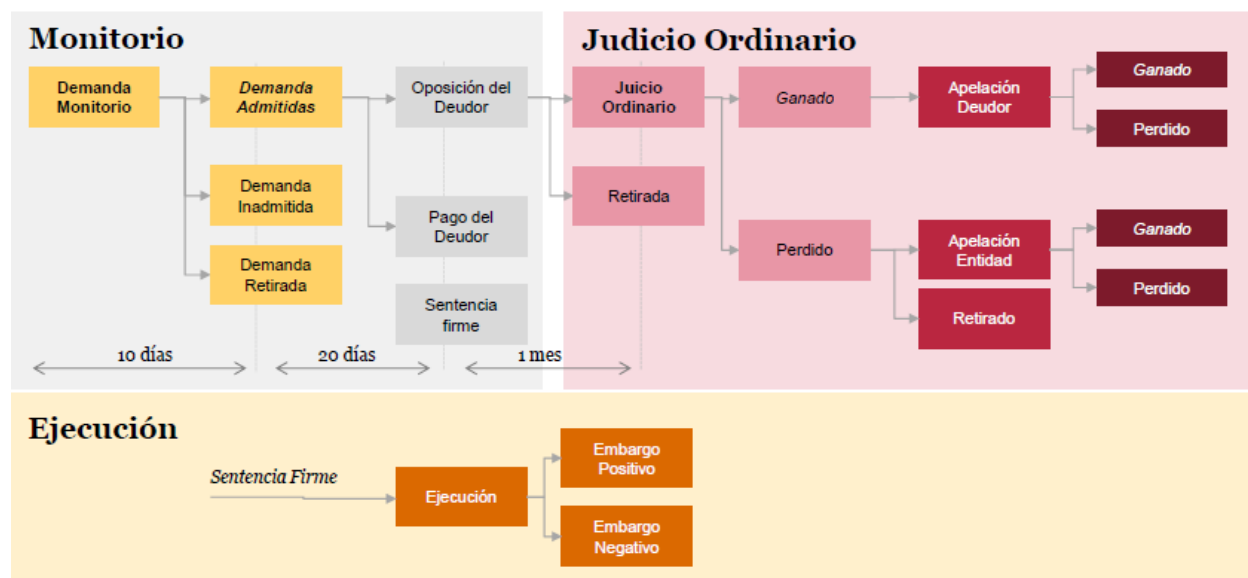 Monitorio
Demanda
Monitorio
Demanda
Admitidas
Oposición del
Deudor
Demanda
Inadmitida
Pago del
Deudor
Demanda
Retirada
Sentencia
firme
10 días
20 días
1 mes
Judicio Ordinario
Juicio
Ordinario
Ganado
Apelación
Deudor
Ganado
Perdido
Retirada
Perdido
Apelación
Entidad
Ganado
Perdido
Retirado
Ejecución
Sentencia Firme
Ejecución
Embargo
Positivo
Embargo
Negativo